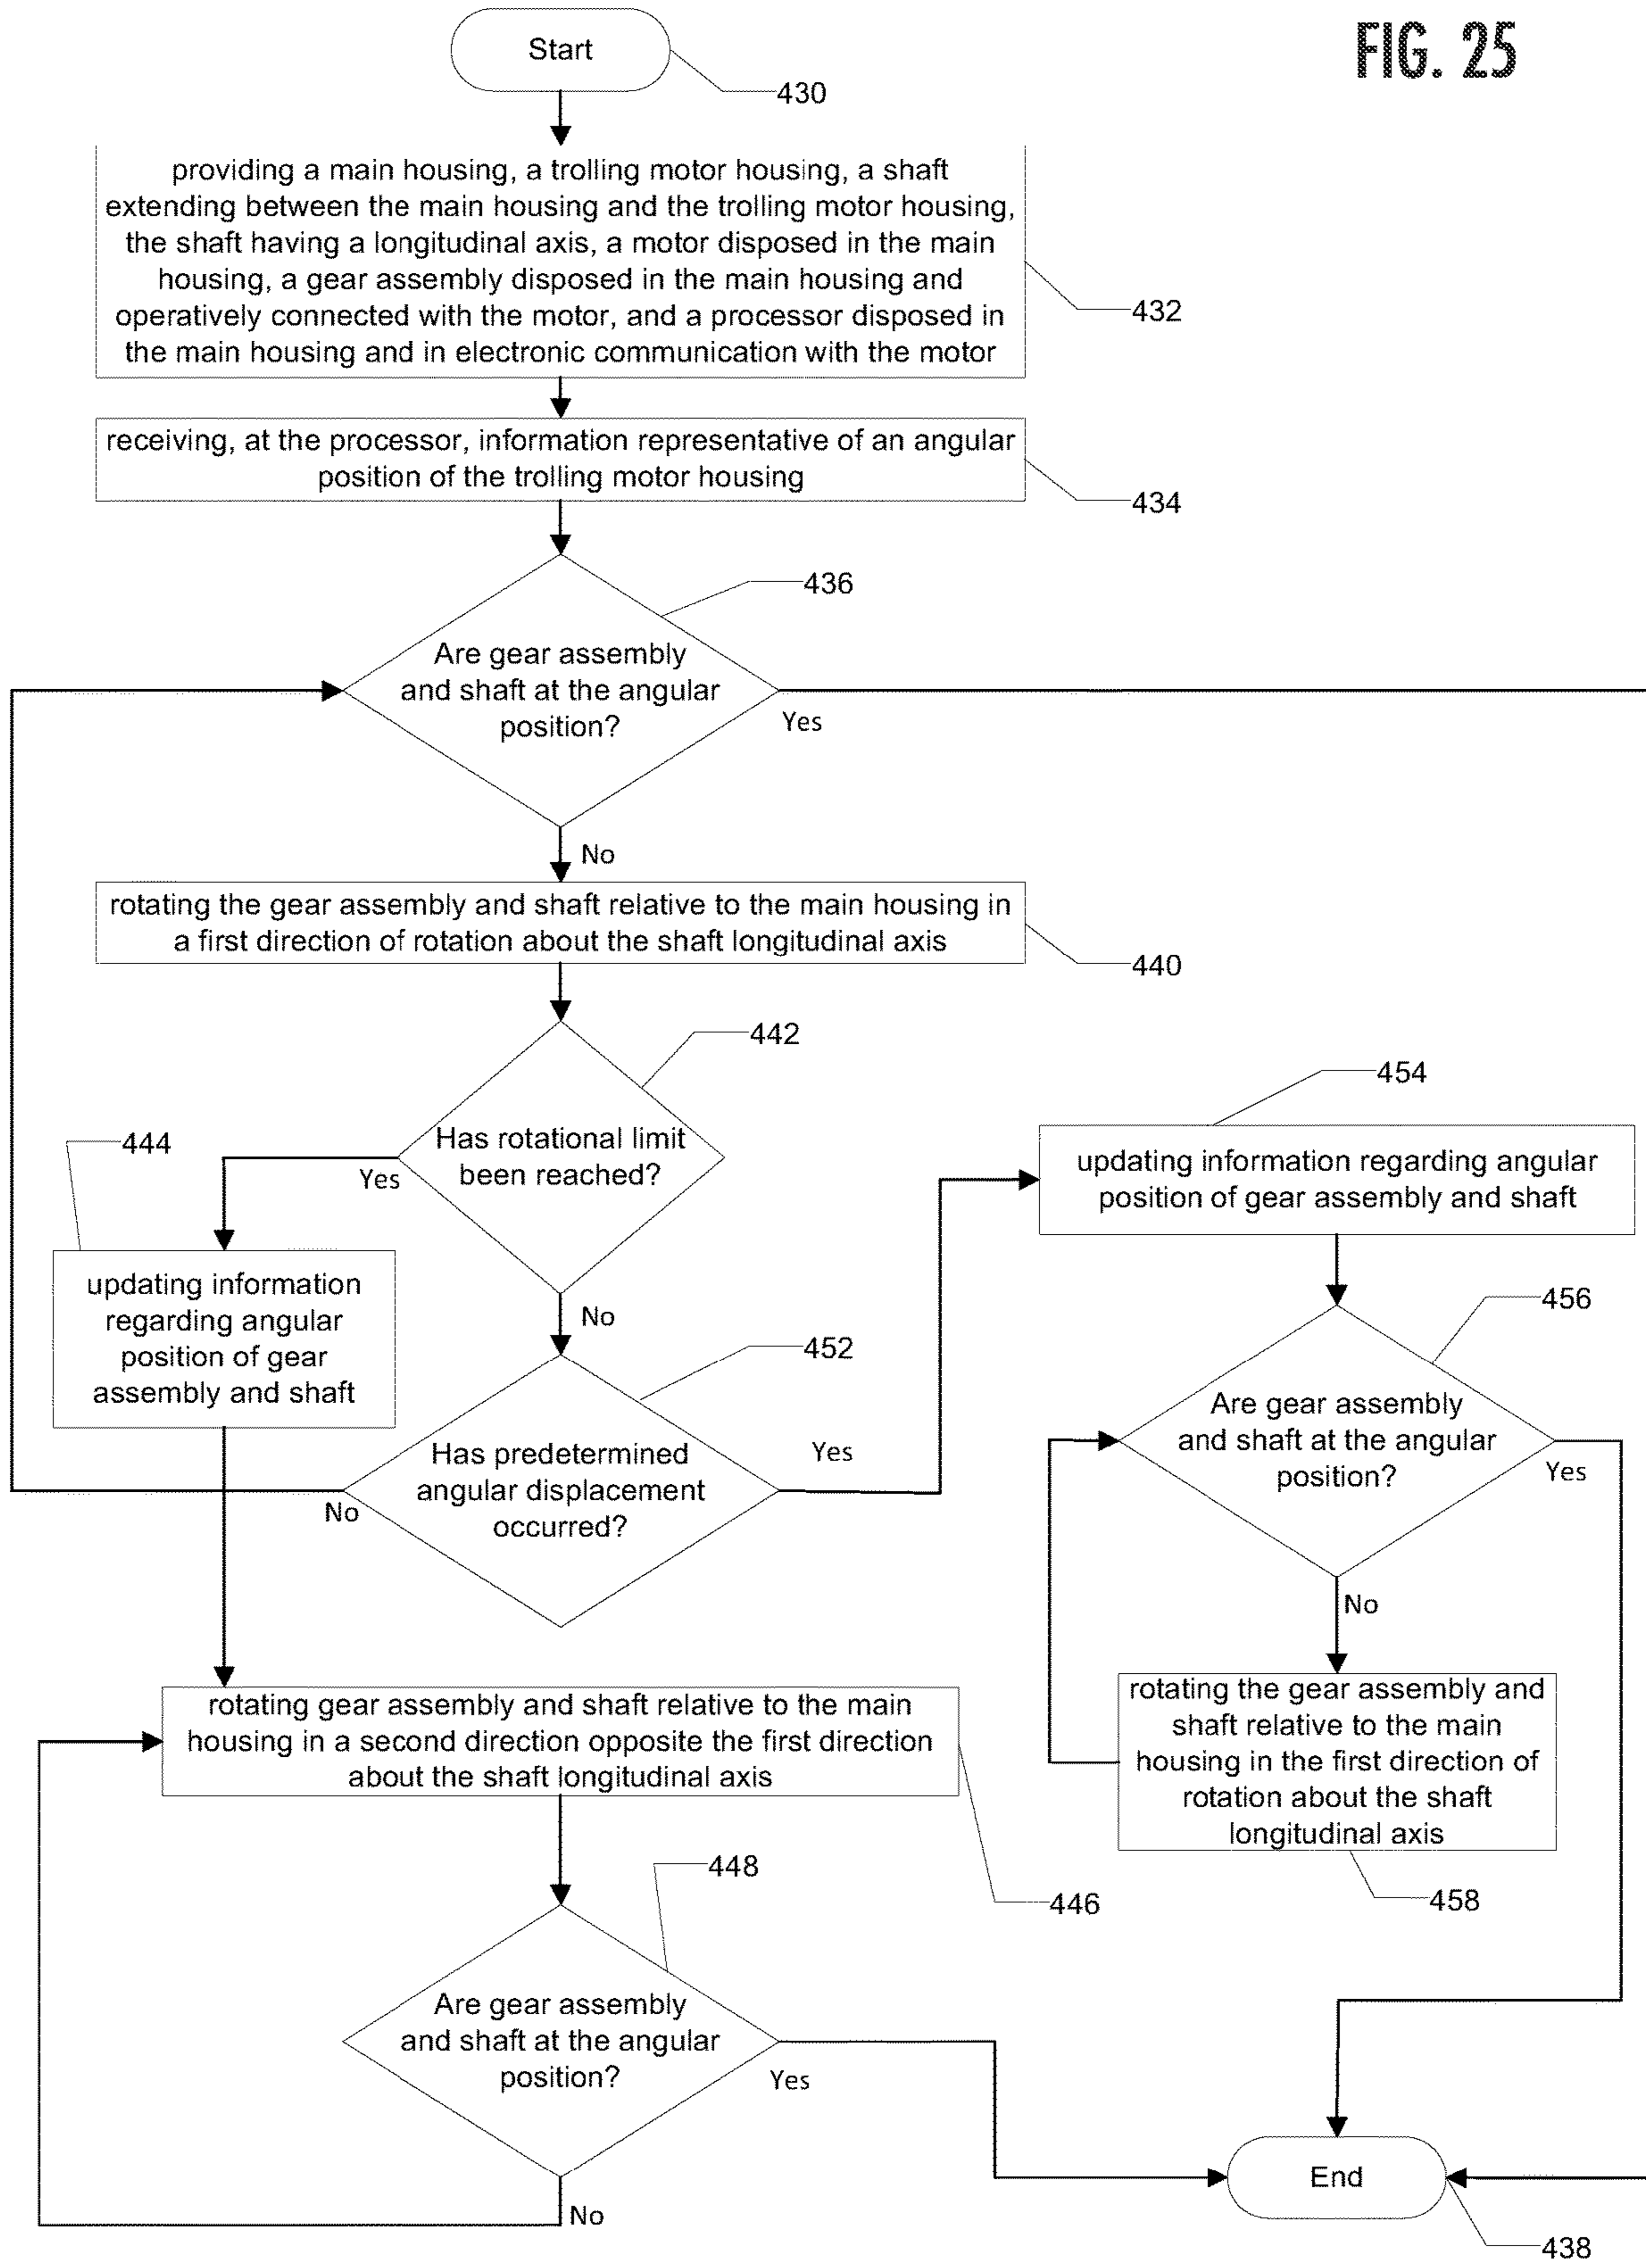 FIG. 25
Start
430
providing a main housing, a trolling motor housing, a shaft
extending between the main housing and the trolling motor housing,
the shaft having a longitudinal axis, a motor disposed in the main
housing, a gear assembly disposed in the main housing and
operatively connected with the motor, and a processor disposed in
the main housing and in electronic communication with the motor
432
receiving, at the processor, information representative of an angular
position of the trolling motor housing
434
436
Are gear assembly
and shaft at the angular
position?
Yes
No
rotating the gear assembly and shaft relative to the main housing in
a first direction of rotation about the shaft longitudinal axis
440
442
Has rotational limit
been reached?
Yes
No
444
updating information
regarding angular
position of gear
assembly and shaft
452
Has predetermined
angular displacement
occurred?
Yes
No
454
updating information regarding angular
position of gear assembly and shaft
456
Are gear assembly
and shaft at the angular
position?
Yes
No
rotating the gear assembly and
shaft relative to the main
housing in the first direction of
rotation about the shaft
longitudinal axis
458
rotating gear assembly and shaft relative to the main
housing in a second direction opposite the first direction
about the shaft longitudinal axis
446
448
Are gear assembly
and shaft at the angular
position?
Yes
No
End
438